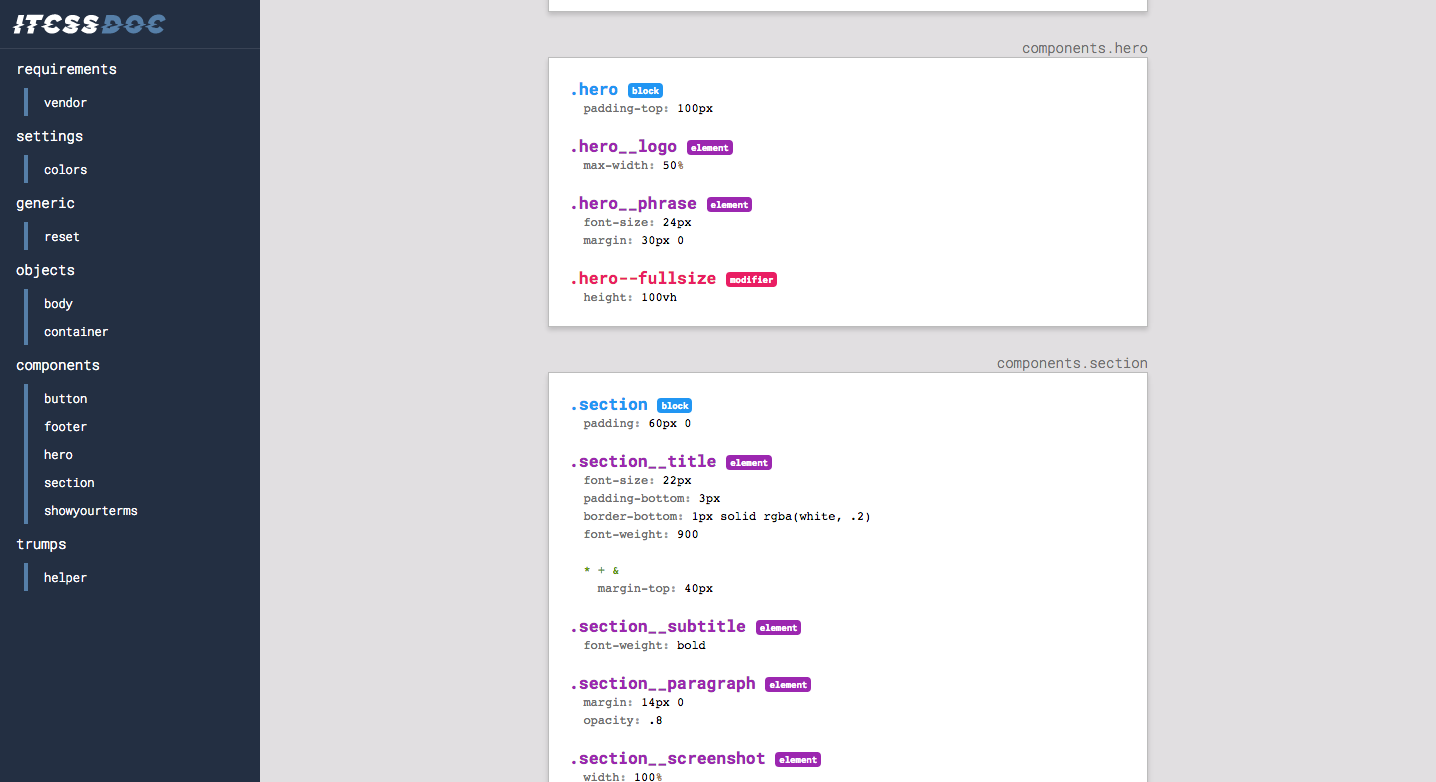 ITCSSDOC
requirements
vendor
settings
colors
generic
reset
objects
body
container
components
button
footer
hero
section
showyourterms
trumps
helper
components.hero
.hero block
padding-top: 100px
.hero__logo element
max-width: 50%
.hero__phrase element
font-size: 24px
margin: 30px 0
.hero--fullsize modifier
height: 100vh
components.section
.section block
padding: 60px 0
.section__title element
font-size: 22px
padding-bottom: 3px
border-bottom: 1px solid rgba(white, .2)
font-weight: 900
* + &
margin-top: 40px
.section__subtitle element
font-weight: bold
.section__paragraph element
margin: 14px 0
opacity: .8
.section__screenshot element
width: 100%